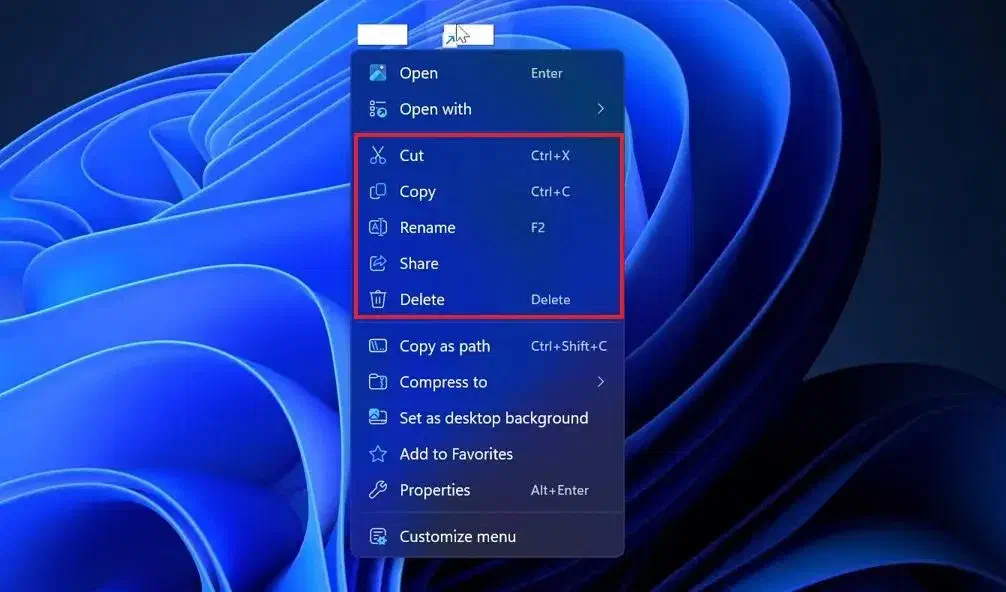 Open Enter
Open with
Cut Ctrl+X
Copy Ctrl+C
Rename F2
Share
Delete Delete
Copy as path Ctrl+Shift+C
Compress to
Set as desktop background
Add to Favorites
Properties Alt+Enter
Customize menu